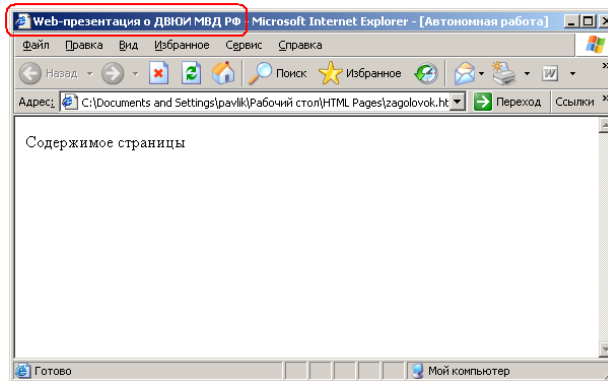 Web-презентация о ДВЮИ МВД РФ - Microsoft Internet Explorer - [Автономная работа]
Файл Правка Вид Избранное Сервис Справка
Назад Поиск Избранное
Адрес: C:\Documents and Settings\pavlik\Рабочий стол\HTML Pages\zagolovok.ht Переход Ссылки »
Содержимое страницы
Готово Мой компьютер